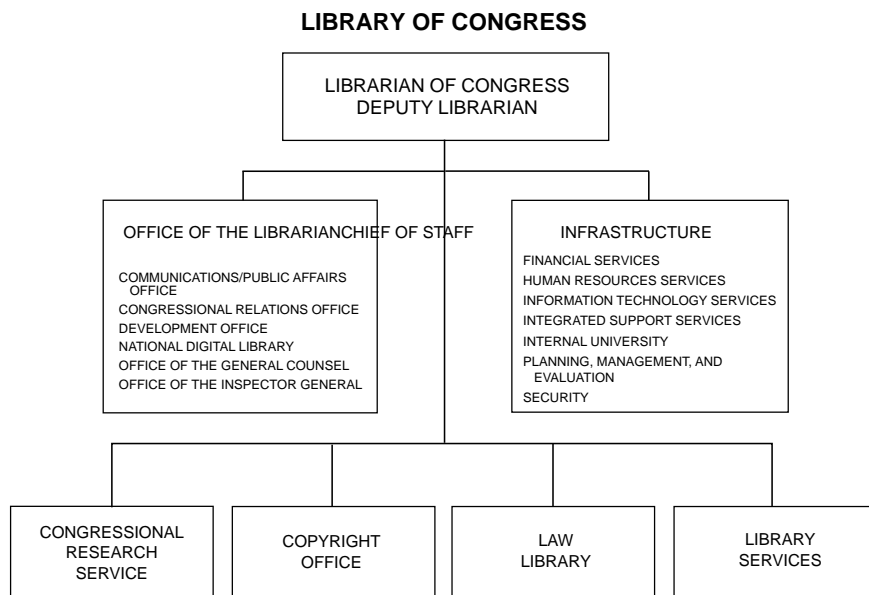 LIBRARY OF CONGRESS
LIBRARIAN OF CONGRESS
DEPUTY LIBRARIAN
OFFICE OF THE LIBRARIANCHIEF OF STAFF
COMMUNICATIONS/PUBLIC AFFAIRS
OFFICE
CONGRESSIONAL RELATIONS OFFICE
DEVELOPMENT OFFICE
NATIONAL DIGITAL LIBRARY
OFFICE OF THE GENERAL COUNSEL
OFFICE OF THE INSPECTOR GENERAL
INFRASTRUCTURE
FINANCIAL SERVICES
HUMAN RESOURCES SERVICES
INFORMATION TECHNOLOGY SERVICES
INTEGRATED SUPPORT SERVICES
INTERNAL UNIVERSITY
PLANNING, MANAGEMENT, AND
EVALUATION
SECURITY
CONGRESSIONAL
RESEARCH
SERVICE
COPYRIGHT
OFFICE
LAW
LIBRARY
LIBRARY
SERVICES